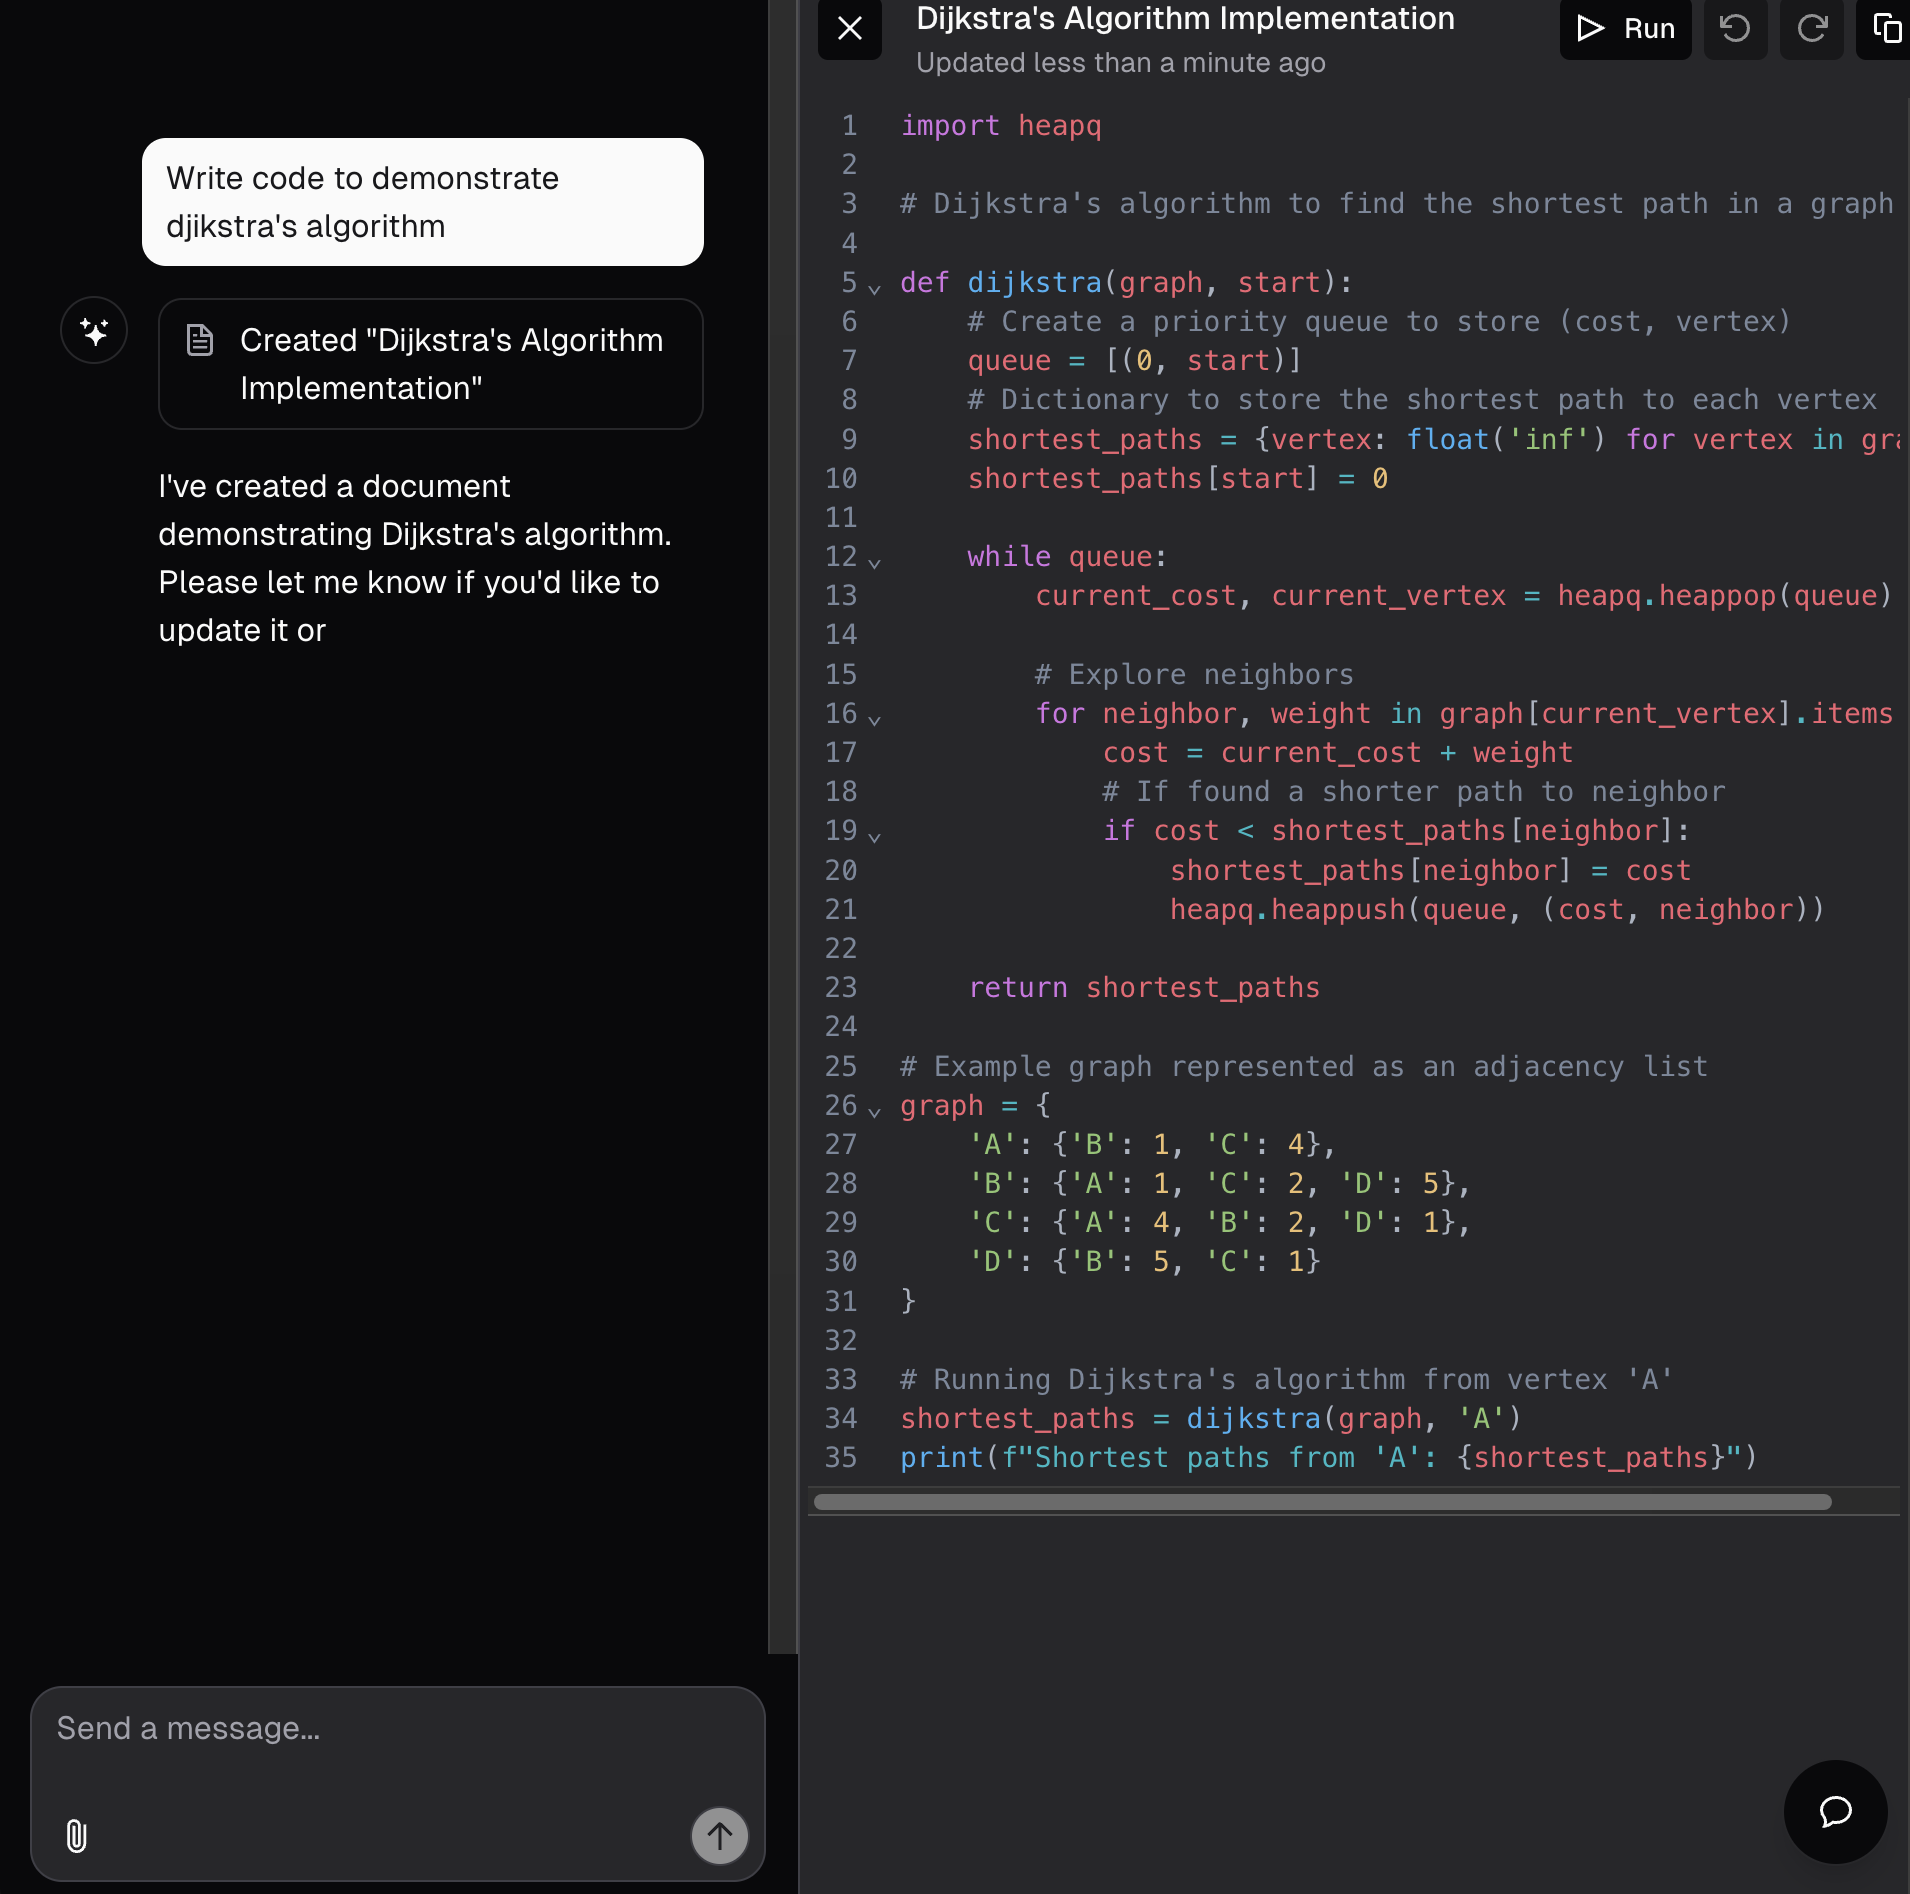 Write code to demonstrate
djikstra's algorithm
Created "Dijkstra's Algorithm
Implementation"
I've created a document
demonstrating Dijkstra's algorithm.
Please let me know if you'd like to
update it or
Send a message...
Dijkstra's Algorithm Implementation
Updated less than a minute ago
Run
1 import heapq
2
3 # Dijkstra's algorithm to find the shortest path in a graph
4
5 def dijkstra(graph, start):
6     # Create a priority queue to store (cost, vertex)
7     queue = [(0, start)]
8     # Dictionary to store the shortest path to each vertex
9     shortest_paths = {vertex: float('inf') for vertex in gra
10     shortest_paths[start] = 0
11
12     while queue:
13         current_cost, current_vertex = heapq.heappop(queue)
14
15         # Explore neighbors
16         for neighbor, weight in graph[current_vertex].items
17             cost = current_cost + weight
18             # If found a shorter path to neighbor
19             if cost < shortest_paths[neighbor]:
20                 shortest_paths[neighbor] = cost
21                 heapq.heappush(queue, (cost, neighbor))
22
23     return shortest_paths
24
25 # Example graph represented as an adjacency list
26 graph = {
27     'A': {'B': 1, 'C': 4},
28     'B': {'A': 1, 'C': 2, 'D': 5},
29     'C': {'A': 4, 'B': 2, 'D': 1},
30     'D': {'B': 5, 'C': 1}
31 }
32
33 # Running Dijkstra's algorithm from vertex 'A'
34 shortest_paths = dijkstra(graph, 'A')
35 print(f"Shortest paths from 'A': {shortest_paths}")